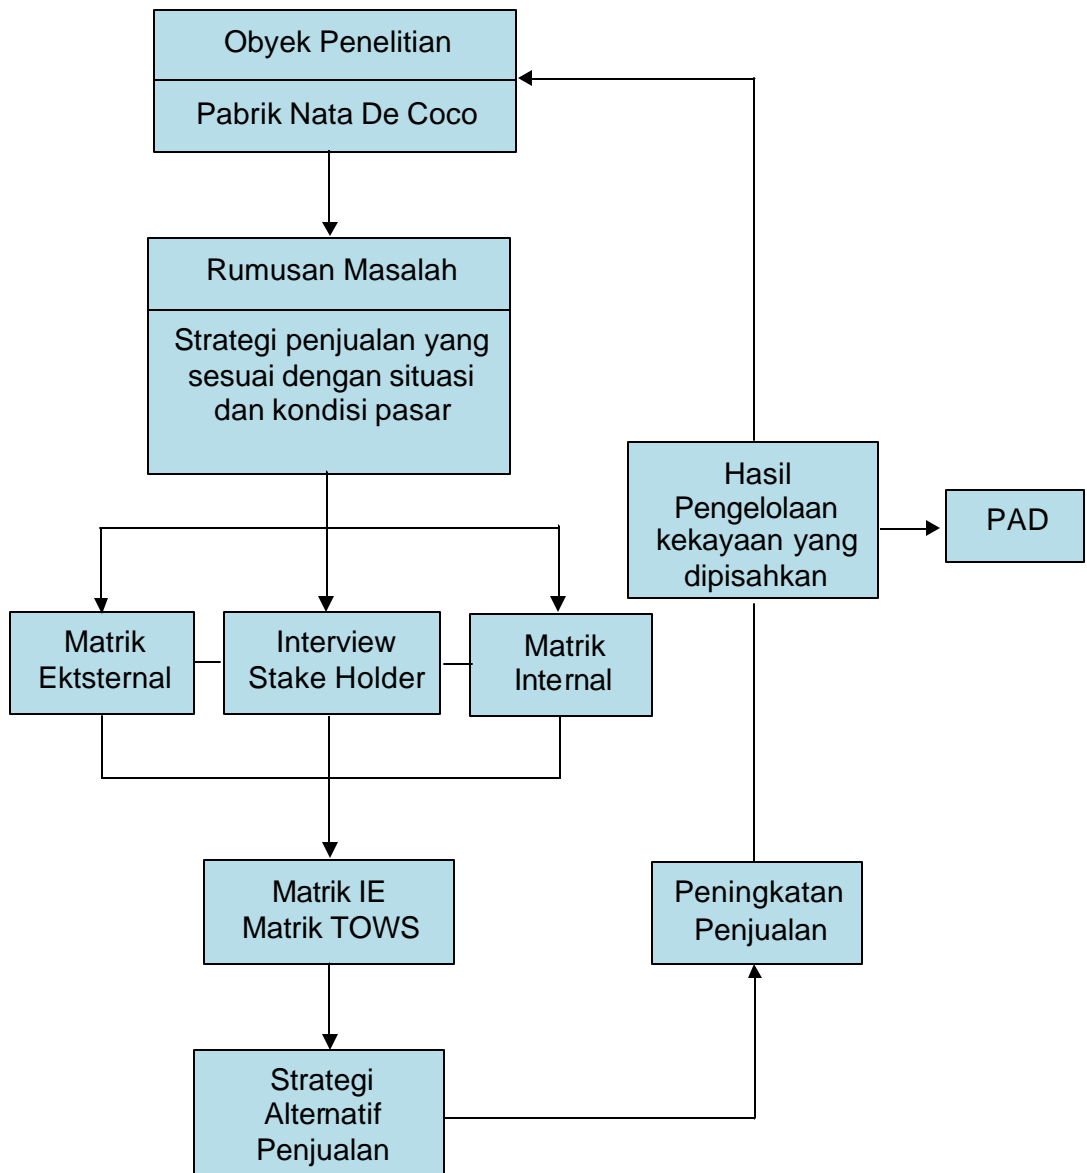 Obyek Penelitian
Pabrik Nata De Coco
Rumusan Masalah
Strategi penjualan yang
sesuai dengan situasi
dan kondisi pasar
Hasil
Pengelolaan
kekayaan yang
dipisahkan
PAD
Matrik
Ektsternal
Interview
Stake Holder
Matrik
Internal
Matrik IE
Matrik TOWS
Peningkatan
Penjualan
Strategi
Alternatif
Penjualan